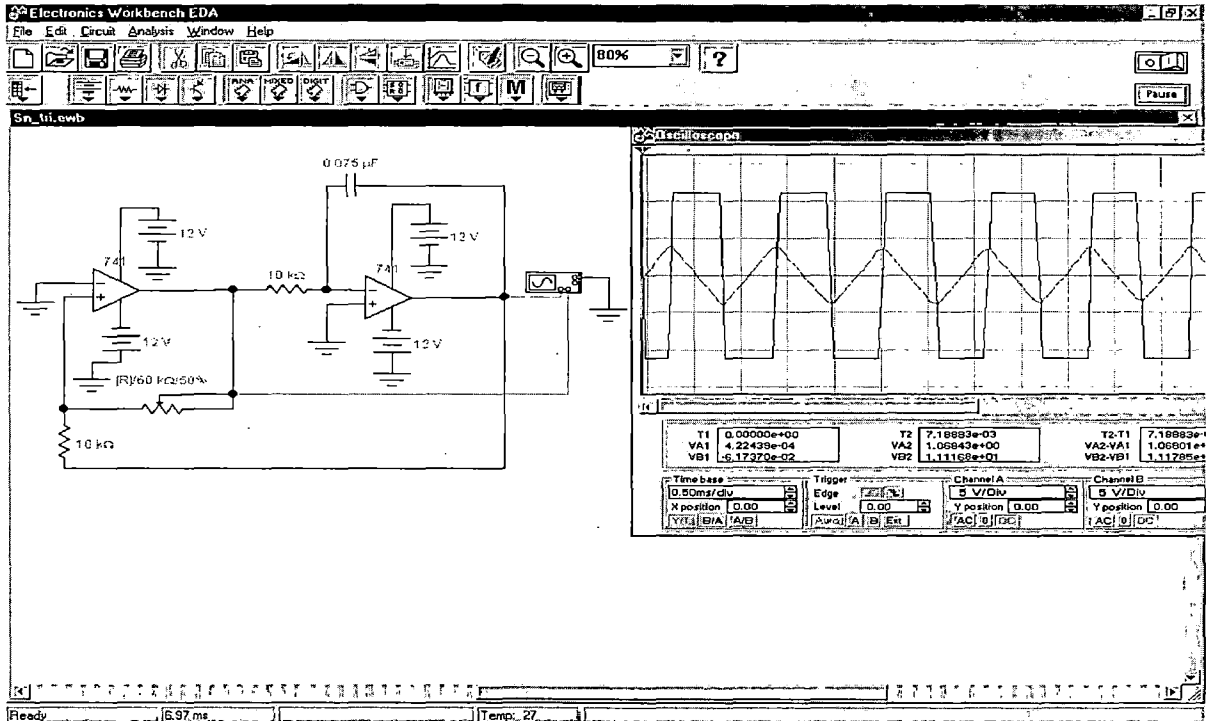 Electronics Workbench EDA
File Edit Circuit Analysis Window Help
80%
?
ANA MIXED DIGIT
M
Pause
Sn_tri.ewb
Oscilloscope
0.075 µF
12 V
12 V
741
10 kΩ
741
12 V
12 V
[R]/60 kΩ/50%
10 kΩ
T1 0.00000e+00 T2 7.18883e-03 T2-T1 7.18883e-
VA1 4.22439e-04 VA2 1.06843e+00 VA2-VA1 1.06801e+
VB1 -6.17370e-02 VB2 1.11168e+01 VB2-VB1 1.11785e+
Time base Trigger Channel A Channel B
0.50ms/div Edge 5 V/Div 5 V/Div
X position 0.00 Level 0.00 Y position 0.00 Y position 0.00
Y/T B/A A/B Auto A B Ext AC 0 DC AC 0 DC
Ready 6.97 ms Temp: 27